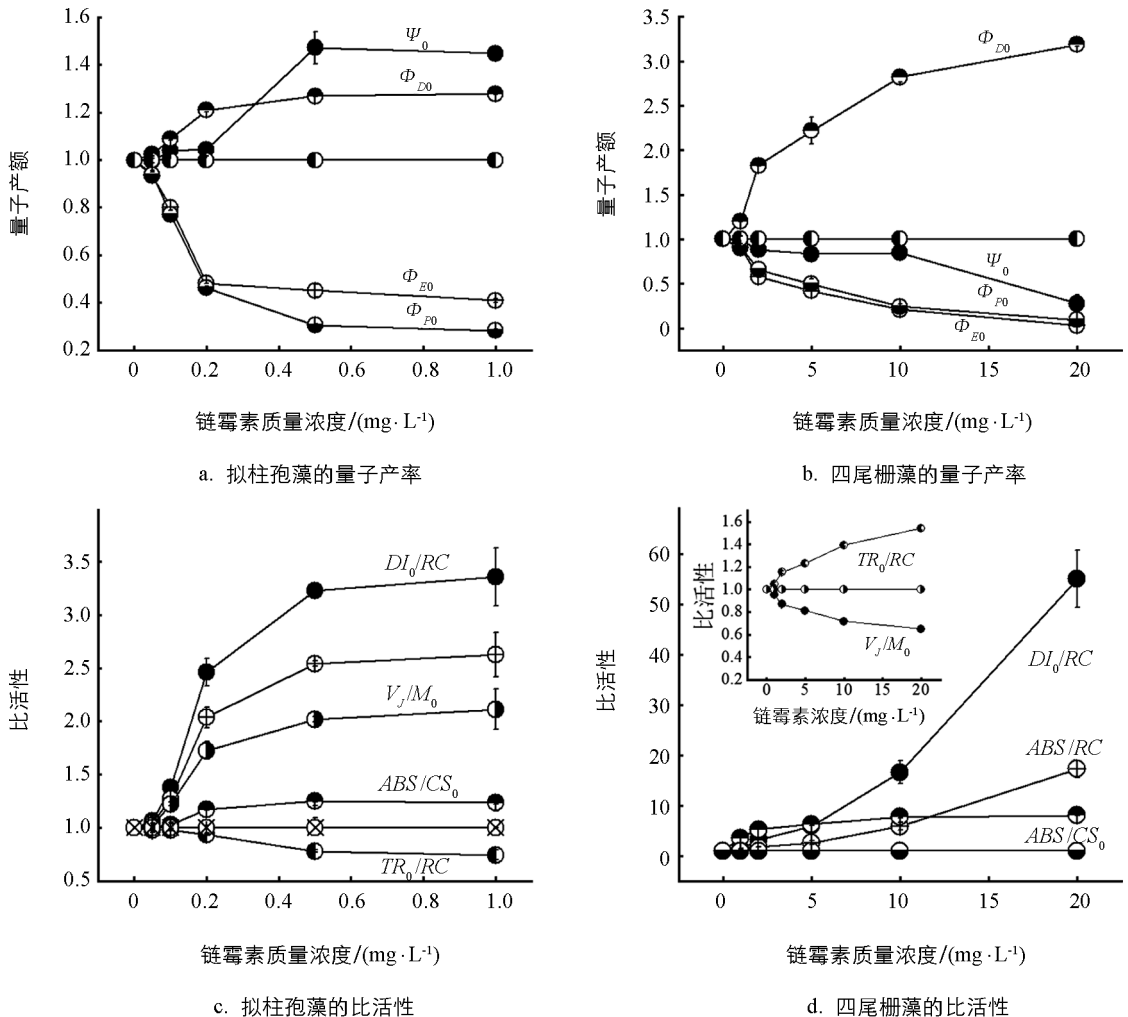 1.6
1.4
1.2
1.0
0.8
0.6
0.4
0.2
量子产额
Ψ0
ΦD0
ΦE0
ΦP0
0 0.2 0.4 0.6 0.8 1.0
链霉素质量浓度/(mg·L-1)
a. 拟柱孢藻的量子产率
3.5
3.0
2.5
2.0
1.5
1.0
0.5
0
量子产额
ΦD0
Ψ0
ΦP0
ΦE0
0 5 10 15 20
链霉素质量浓度/(mg·L-1)
b. 四尾栅藻的量子产率
3.5
3.0
2.5
2.0
1.5
1.0
0.5
比活性
DI0/RC
VJ/M0
ABS/CS0
TR0/RC
0 0.2 0.4 0.6 0.8 1.0
链霉素质量浓度/(mg·L-1)
c. 拟柱孢藻的比活性
60
50
40
30
20
10
0
比活性
1.6
1.4
1.2
1.0
0.8
0.6
0.4
0.2
比活性
TR0/RC
VJ/M0
0 5 10 15 20
链霉素浓度/(mg·L-1)
DI0/RC
ABS/RC
ABS/CS0
0 5 10 15 20
链霉素质量浓度/(mg·L-1)
d. 四尾栅藻的比活性